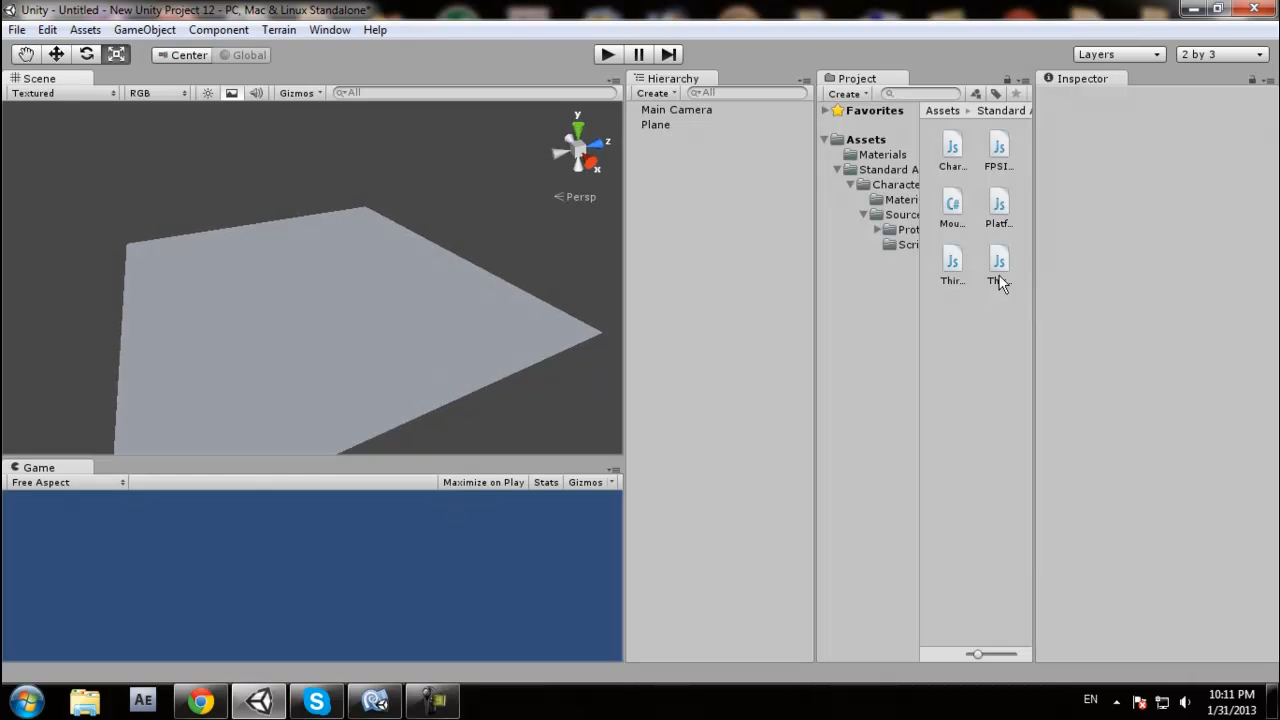 Unity - Untitled - New Unity Project 12 - PC, Mac & Linux Standalone*
File Edit Assets GameObject Component Terrain Window Help
Center Global Layers 2 by 3
Scene
Textured RGB Gizmos All
y
z
x
Persp
Game
Free Aspect Maximize on Play Stats Gizmos
Hierarchy
Create All
Main Camera
Plane
Project
Create
Favorites
Assets
Materials
Standard A
Characte
Materi
Source
Prot
Scri
Assets Standard A
Js Js
Char... FPSI...
C# Js
Mou... Platf...
Js Js
Thir...
Inspector
Ae
EN
10:11 PM
1/31/2013